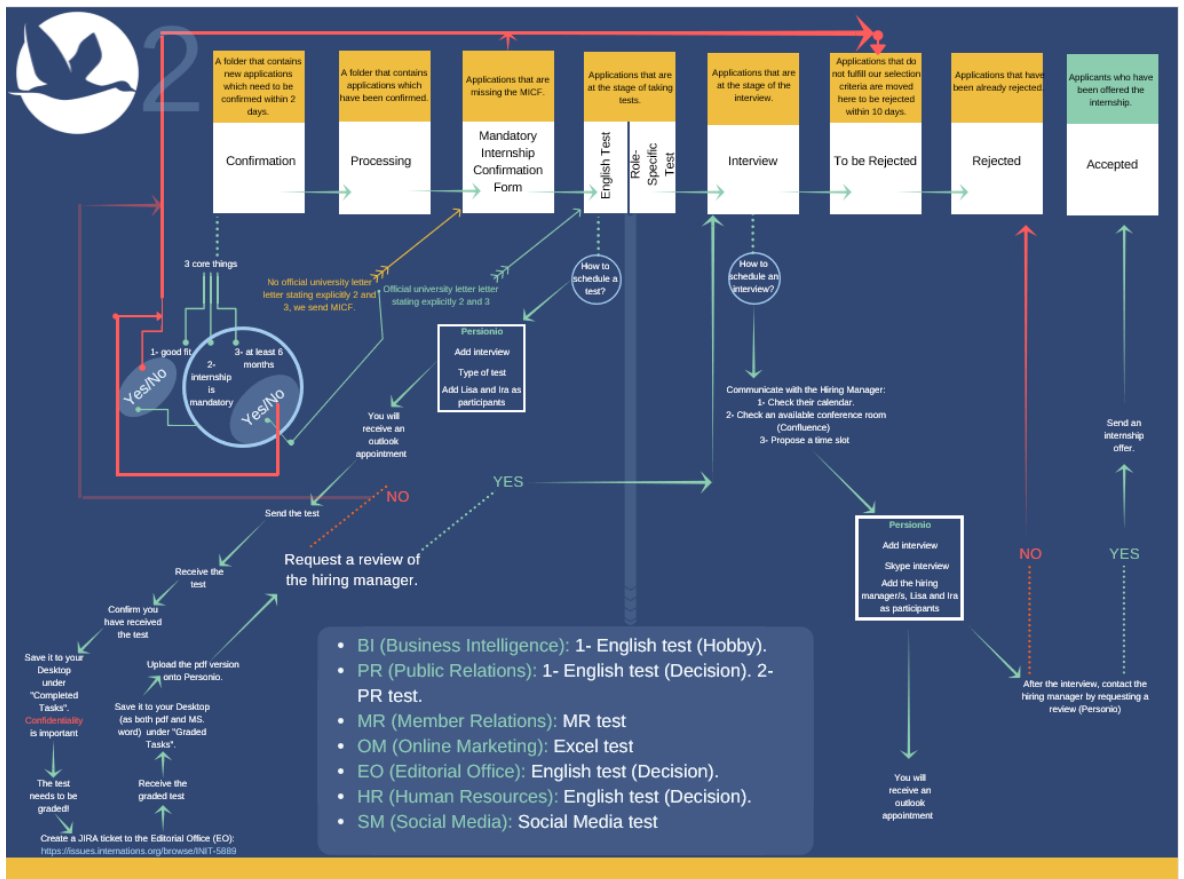 2
A folder that contains
new applications
which need to be
confirmed within 2
days.
Confirmation
A folder that contains
applications which
have been confirmed.
Processing
Applications that are
missing the MICF.
Mandatory
Internship
Confirmation
Form
Applications that are
at the stage of taking
tests.
English Test
Role-
Specific
Test
Applications that are
at the stage of the
interview.
Interview
Applications that do
not fulfill our selection
criteria are moved
here to be rejected
within 10 days.
To be Rejected
Applications that have
been already rejected.
Rejected
Applicants who have
been offered the
internship.
Accepted
3 core things
1- good fit
2-
internship
is
mandatory
3- at least 6
months
Yes/No
Yes/No
No official university letter
letter stating explicitly 2 and
3, we send MICF.
Official university letter letter
stating explicitly 2 and 3
How to
schedule a
test?
Personio
Add interview
Type of test
Add Lisa and Ira as
participants
You will
receive an
outlook
appointment
Send the test
Receive the
test
Confirm you
have received
the test
Save it to your
Desktop
under
"Completed
Tasks".
Confidentiality
is important
The test
needs to be
graded!
Create a JIRA ticket to the Editorial Office (EO):
https://issues.internations.org/browse/INIT-5889
Receive the
graded test
Save it to your Desktop
(as both pdf and MS.
word) under "Graded
Tasks".
Upload the pdf version
onto Personio.
Request a review of
the hiring manager.
NO
YES
How to
schedule an
interview?
Communicate with the Hiring Manager:
1- Check their calendar.
2- Check an available conference room
(Confluence)
3- Propose a time slot
Persionio
Add interview
Skype interview
Add the hiring
manager/s, Lisa and Ira
as participants
You will
receive an
outlook
appointment
After the interview, contact the
hiring manager by requesting a
review (Personio)
NO
YES
Send an
internship
offer.
• BI (Business Intelligence): 1- English test (Hobby).
• PR (Public Relations): 1- English test (Decision). 2-
PR test.
• MR (Member Relations): MR test
• OM (Online Marketing): Excel test
• EO (Editorial Office): English test (Decision).
• HR (Human Resources): English test (Decision).
• SM (Social Media): Social Media test